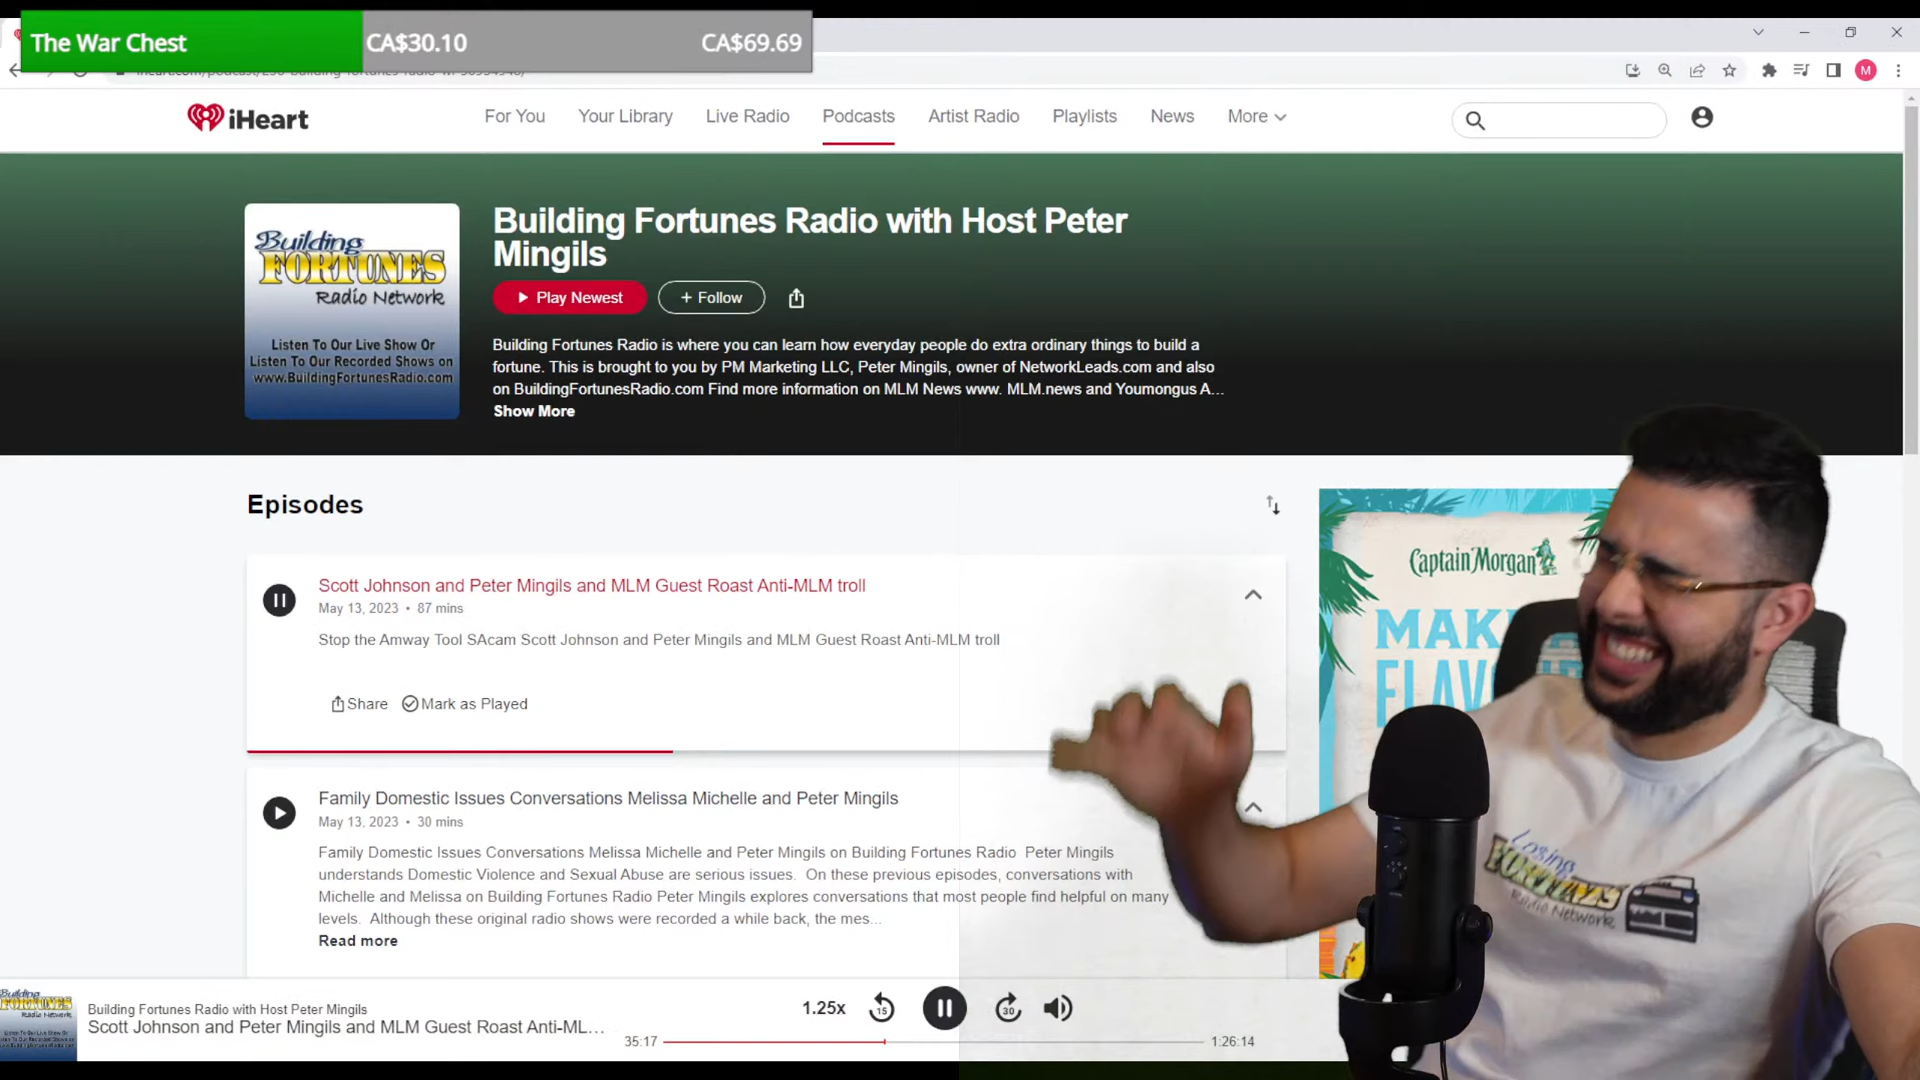 The War Chest CA$30.10 CA$69.69
M
iHeart
For You Your Library Live Radio Podcasts Artist Radio Playlists News More
Building
FORTUNES
Radio Network
Listen To Our Live Show Or
Listen To Our Recorded Shows on
www.BuildingFortunesRadio.com
Building Fortunes Radio with Host Peter
Mingils
Play Newest + Follow
Building Fortunes Radio is where you can learn how everyday people do extra ordinary things to build a
fortune. This is brought to you by PM Marketing LLC, Peter Mingils, owner of NetworkLeads.com and also
on BuildingFortunesRadio.com Find more information on MLM News www. MLM.news and Youmongus A...
Show More
Episodes
Scott Johnson and Peter Mingils and MLM Guest Roast Anti-MLM troll
May 13, 2023 • 87 mins
Stop the Amway Tool SAcam Scott Johnson and Peter Mingils and MLM Guest Roast Anti-MLM troll
Share Mark as Played
Captain Morgan
Family Domestic Issues Conversations Melissa Michelle and Peter Mingils
May 13, 2023 • 30 mins
Family Domestic Issues Conversations Melissa Michelle and Peter Mingils on Building Fortunes Radio Peter Mingils
understands Domestic Violence and Sexual Abuse are serious issues. On these previous episodes, conversations with
Michelle and Melissa on Building Fortunes Radio Peter Mingils explores conversations that most people find helpful on many
levels. Although these original radio shows were recorded a while back, the mes...
Read more
Losing
FORTUNES
Radio Network
Building
FORTUNES
Radio Network
Building Fortunes Radio with Host Peter Mingils
Scott Johnson and Peter Mingils and MLM Guest Roast Anti-ML...
1.25x 15 30
35:17 1:26:14